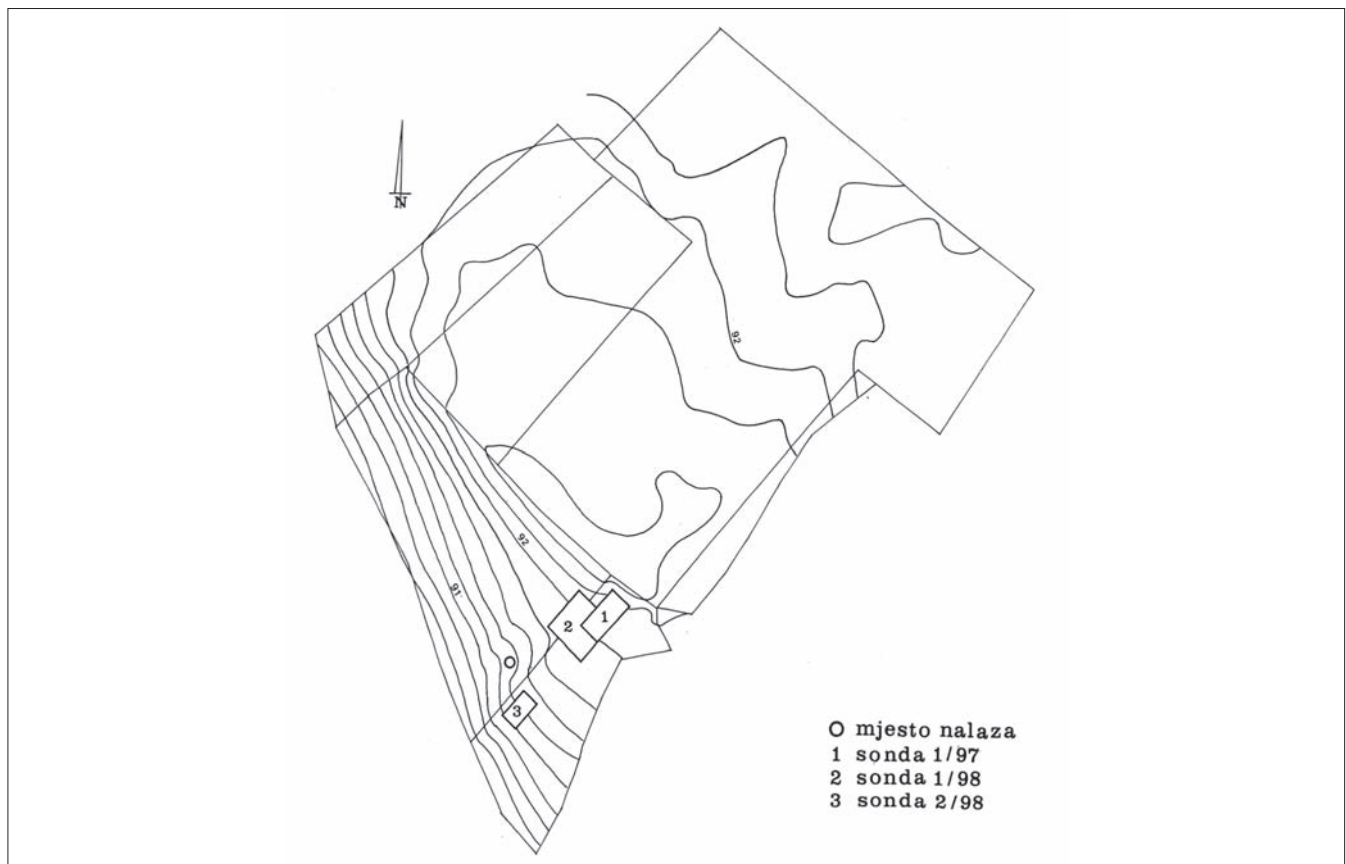 N
92
92
91
1
2
3
O mjesto nalaza
1 sonda 1/97
2 sonda 1/98
3 sonda 2/98